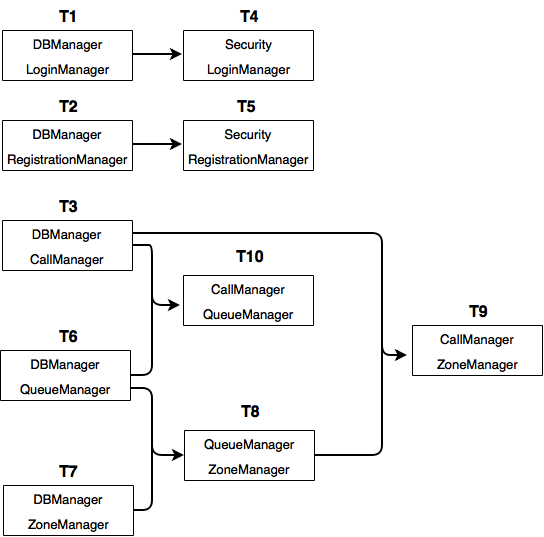 T1
DBManager
LoginManager
T4
Security
LoginManager
T2
DBManager
RegistrationManager
T5
Security
RegistrationManager
T3
DBManager
CallManager
T10
CallManager
QueueManager
T9
CallManager
ZoneManager
T6
DBManager
QueueManager
T8
QueueManager
ZoneManager
T7
DBManager
ZoneManager